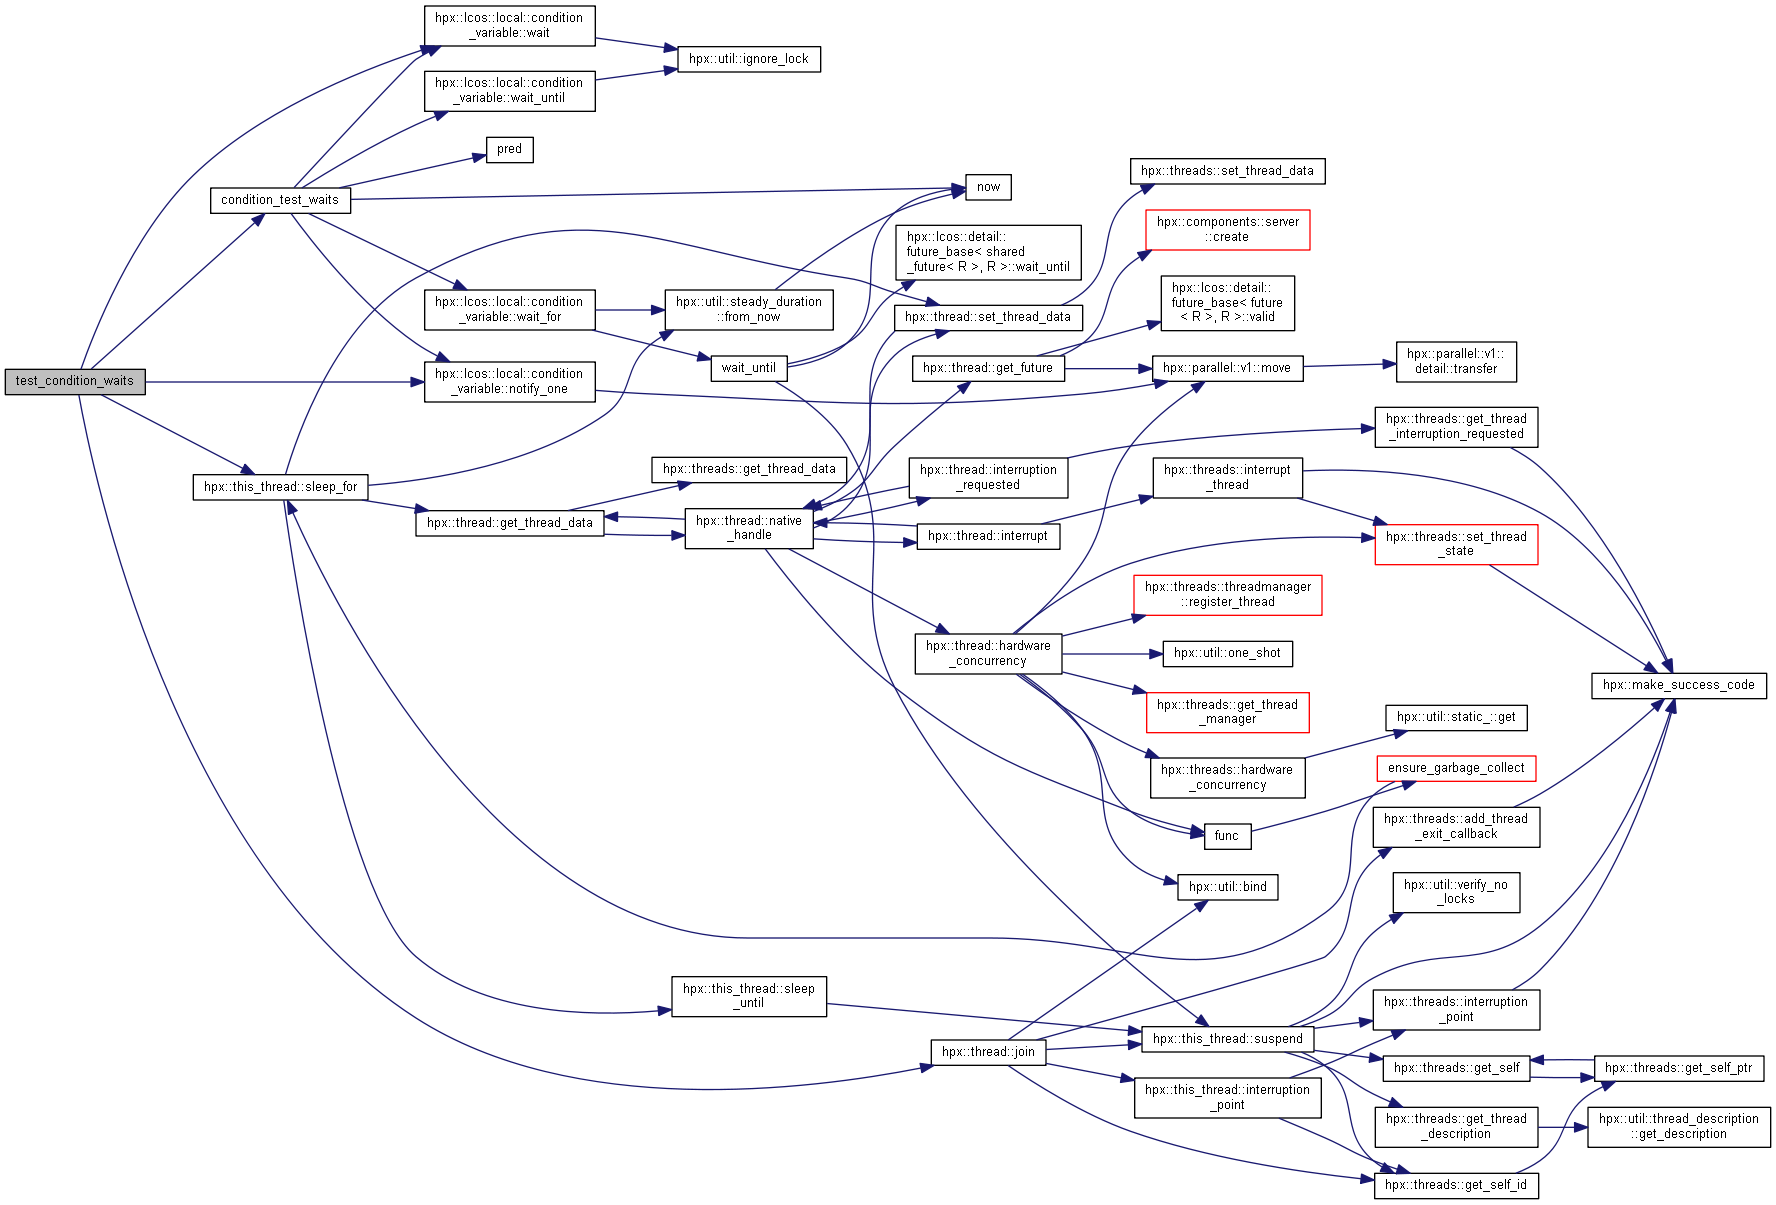 test_condition_waits
hpx::lcos::local::condition
_variable::wait
hpx::lcos::local::condition
_variable::wait_until
pred
condition_test_waits
hpx::lcos::local::condition
_variable::wait_for
hpx::lcos::local::condition
_variable::notify_one
hpx::this_thread::sleep_for
hpx::util::ignore_lock
hpx::util::steady_duration
::from_now
wait_until
hpx::threads::get_thread_data
hpx::thread::get_thread_data
hpx::thread::native
_handle
hpx::this_thread::sleep
_until
now
hpx::lcos::detail::
future_base< shared
_future< R >, R >::wait_until
hpx::thread::set_thread_data
hpx::thread::get_future
hpx::thread::interruption
_requested
hpx::thread::interrupt
hpx::thread::hardware
_concurrency
hpx::thread::join
hpx::threads::set_thread_data
hpx::components::server
::create
hpx::lcos::detail::
future_base< future
< R >, R >::valid
hpx::parallel::v1::move
hpx::threads::interrupt
_thread
hpx::threads::threadmanager
::register_thread
hpx::util::one_shot
hpx::threads::get_thread
_manager
hpx::threads::hardware
_concurrency
func
hpx::util::bind
hpx::this_thread::suspend
hpx::this_thread::interruption
_point
hpx::parallel::v1::
detail::transfer
hpx::threads::get_thread
_interruption_requested
hpx::threads::set_thread
_state
hpx::util::static_::get
ensure_garbage_collect
hpx::threads::add_thread
_exit_callback
hpx::util::verify_no
_locks
hpx::threads::interruption
_point
hpx::threads::get_self
hpx::threads::get_thread
_description
hpx::threads::get_self_id
hpx::make_success_code
hpx::threads::get_self_ptr
hpx::util::thread_description
::get_description